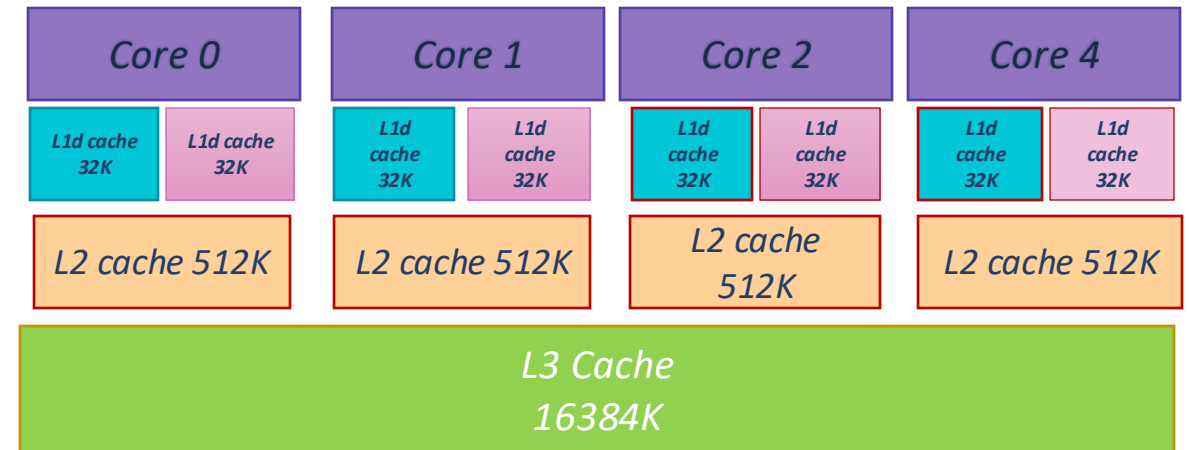 Core 0
Core 1
Core 2
Core 4
L1d cache
32K
L1d cache
32K
L1d
cache
32K
L1d
cache
32K
L1d
cache
32K
L1d
cache
32K
L1d
cache
32K
L1d
cache
32K
L2 cache 512K
L2 cache 512K
L2 cache
512K
L2 cache 512K
L3 Cache
16384K